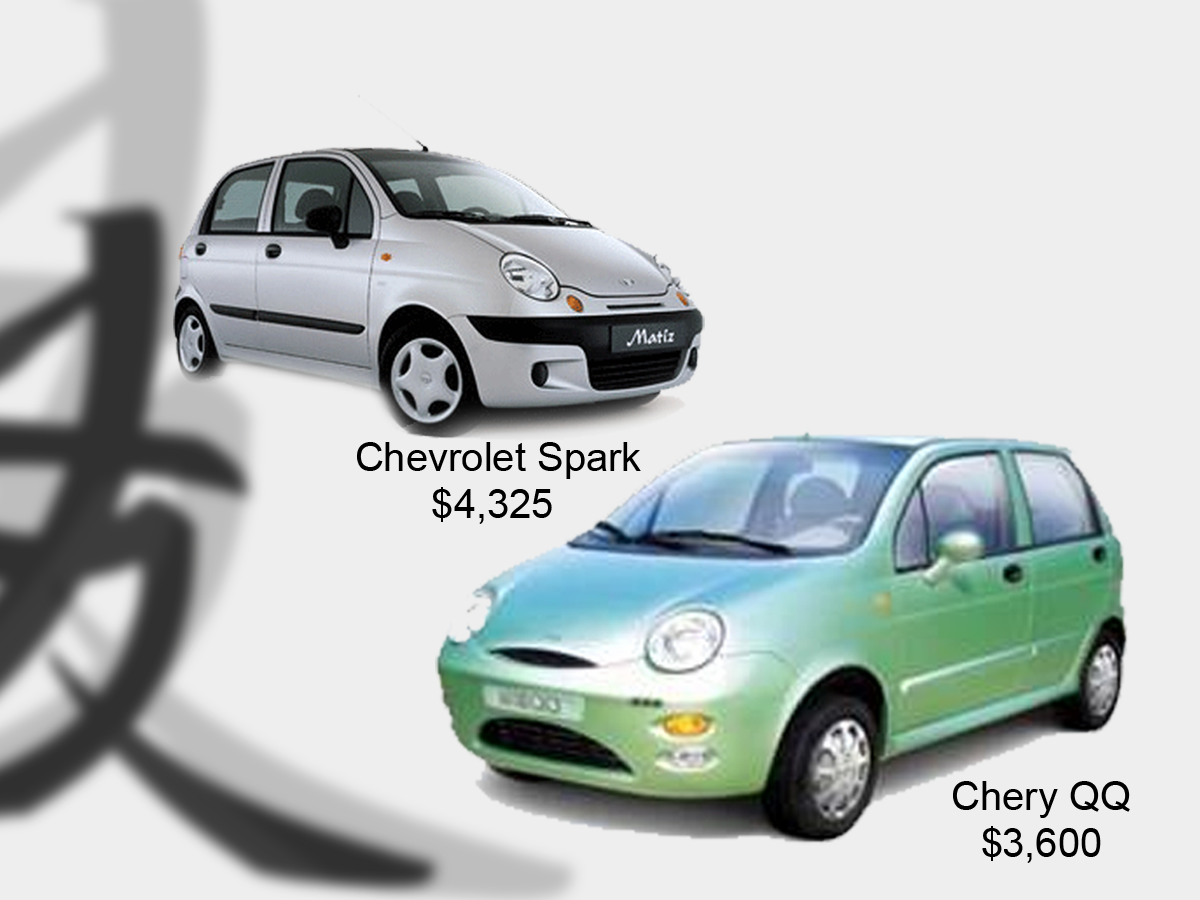 Matiz
Chevrolet Spark
$4,325
Chery QQ
$3,600